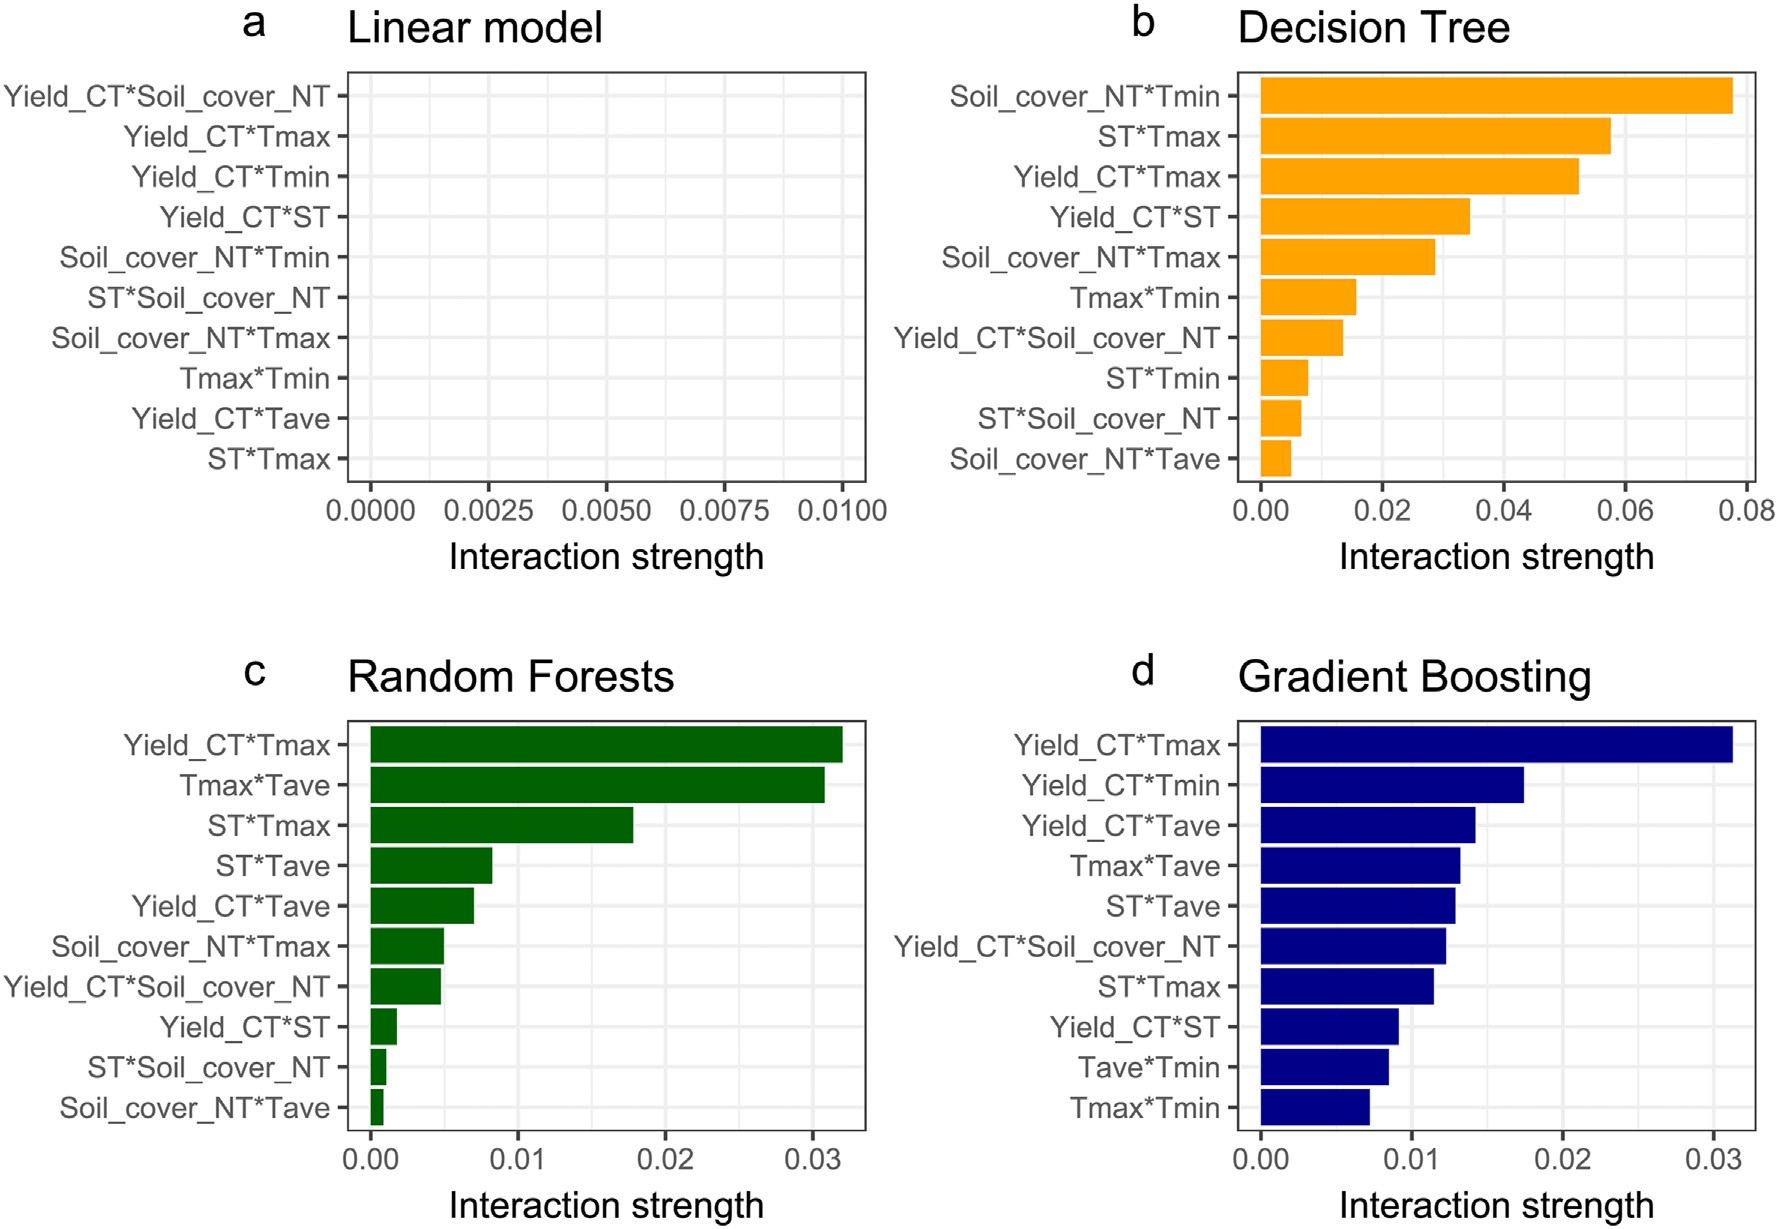 a Linear model
Yield_CT*Soil_cover_NT
Yield_CT*Tmax
Yield_CT*Tmin
Yield_CT*ST
Soil_cover_NT*Tmin
ST*Soil_cover_NT
Soil_cover_NT*Tmax
Tmax*Tmin
Yield_CT*Tave
ST*Tmax
0.0000 0.0025 0.0050 0.0075 0.0100
Interaction strength
b Decision Tree
Soil_cover_NT*Tmin
ST*Tmax
Yield_CT*Tmax
Yield_CT*ST
Soil_cover_NT*Tmax
Tmax*Tmin
Yield_CT*Soil_cover_NT
ST*Tmin
ST*Soil_cover_NT
Soil_cover_NT*Tave
0.00 0.02 0.04 0.06 0.08
Interaction strength
c Random Forests
Yield_CT*Tmax
Tmax*Tave
ST*Tmax
ST*Tave
Yield_CT*Tave
Soil_cover_NT*Tmax
Yield_CT*Soil_cover_NT
Yield_CT*ST
ST*Soil_cover_NT
Soil_cover_NT*Tave
0.00 0.01 0.02 0.03
Interaction strength
d Gradient Boosting
Yield_CT*Tmax
Yield_CT*Tmin
Yield_CT*Tave
Tmax*Tave
ST*Tave
Yield_CT*Soil_cover_NT
ST*Tmax
Yield_CT*ST
Tave*Tmin
Tmax*Tmin
0.00 0.01 0.02 0.03
Interaction strength